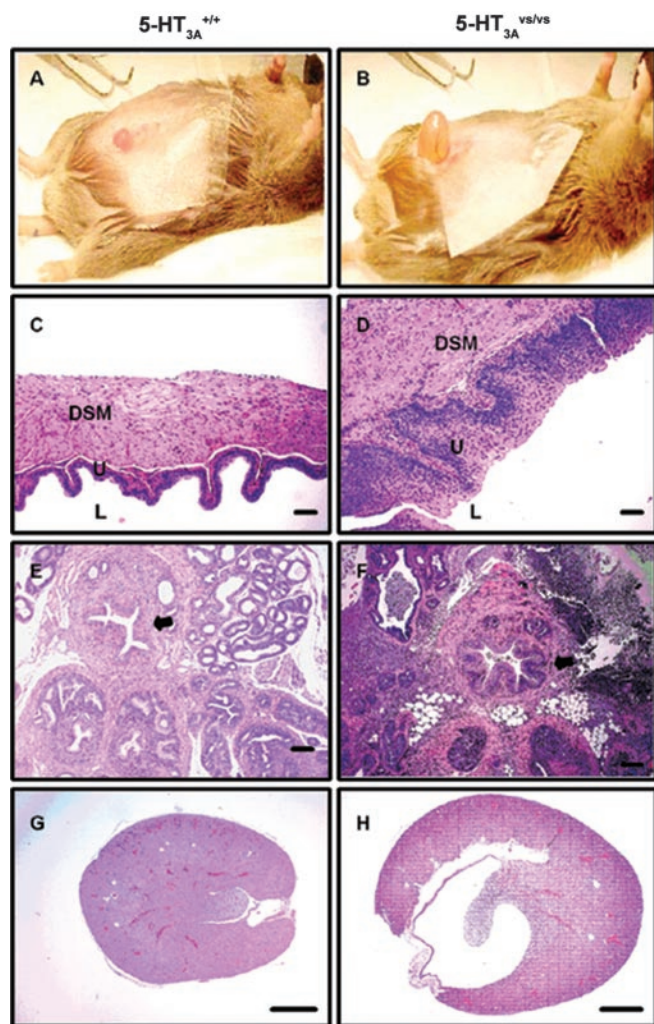 5-HT3A+/+ 5-HT3Avs/vs
A B
C D
DSM DSM
U U
L L
E F
G H